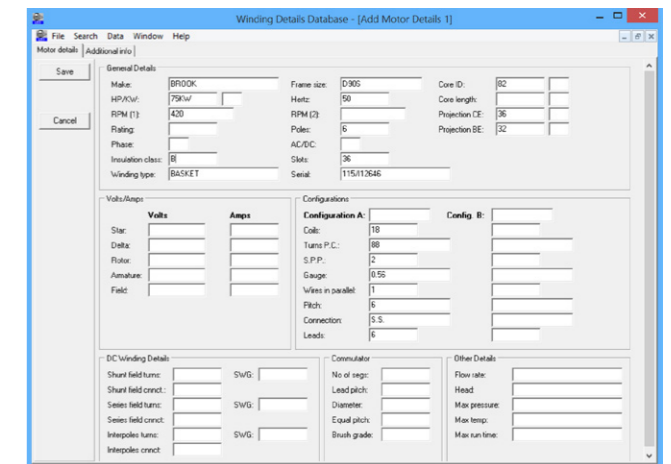 Winding Details Database - [Add Motor Details 1]
File Search Data Window Help
Motor details Additional info
Save
Cancel
General Details
Make: BROOK Frame size: D90S Core ID: 82
HP/KW: 75KW Hertz: 50 Core length:
RPM (1): 420 RPM (2): Projection CE: 36
Rating: Poles: 6 Projection BE: 32
Phase: AC/DC:
Insulation class: B Slots: 36
Winding type: BASKET Serial: 115/I12646
Volts/Amps
Volts Amps
Star:
Delta:
Rotor:
Armature:
Field:
Configurations
Configuration A: Config. B:
Coils: 18
Turns P.C.: 88
S.P.P.: 2
Gauge: 0.56
Wires in parallel: 1
Pitch: 6
Connection: S.S.
Leads: 6
DC Winding Details
Shunt field turns: SWG:
Shunt field cnnct.:
Series field turns: SWG:
Series field cnnct:
Interpoles turns: SWG:
Interpoles cnnct:
Commutator
No of segs:
Lead pitch:
Diameter:
Equal pitch:
Brush grade:
Other Details
Flow rate:
Head:
Max pressure:
Max temp:
Max run time: